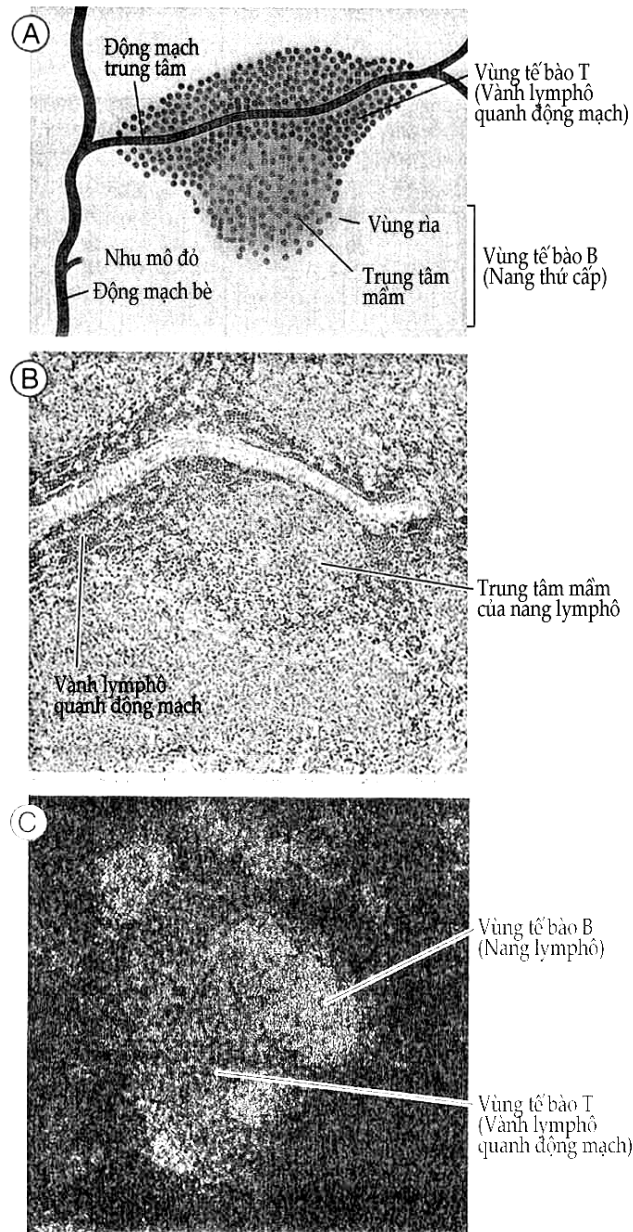 A
Động mạch
trung tâm
Vùng tế bào T
(Vành lymphô
quanh động mạch)
Vùng rìa
Nhu mô đỏ
Động mạch bè
Trung tâm
mầm
Vùng tế bào B
(Nang thứ cấp)
B
Trung tâm mầm
của nang lymphô
Vành lymphô
quanh động mạch
C
Vùng tế bào B
(Nang lymphô)
Vùng tế bào T
(Vành lymphô
quanh động mạch)